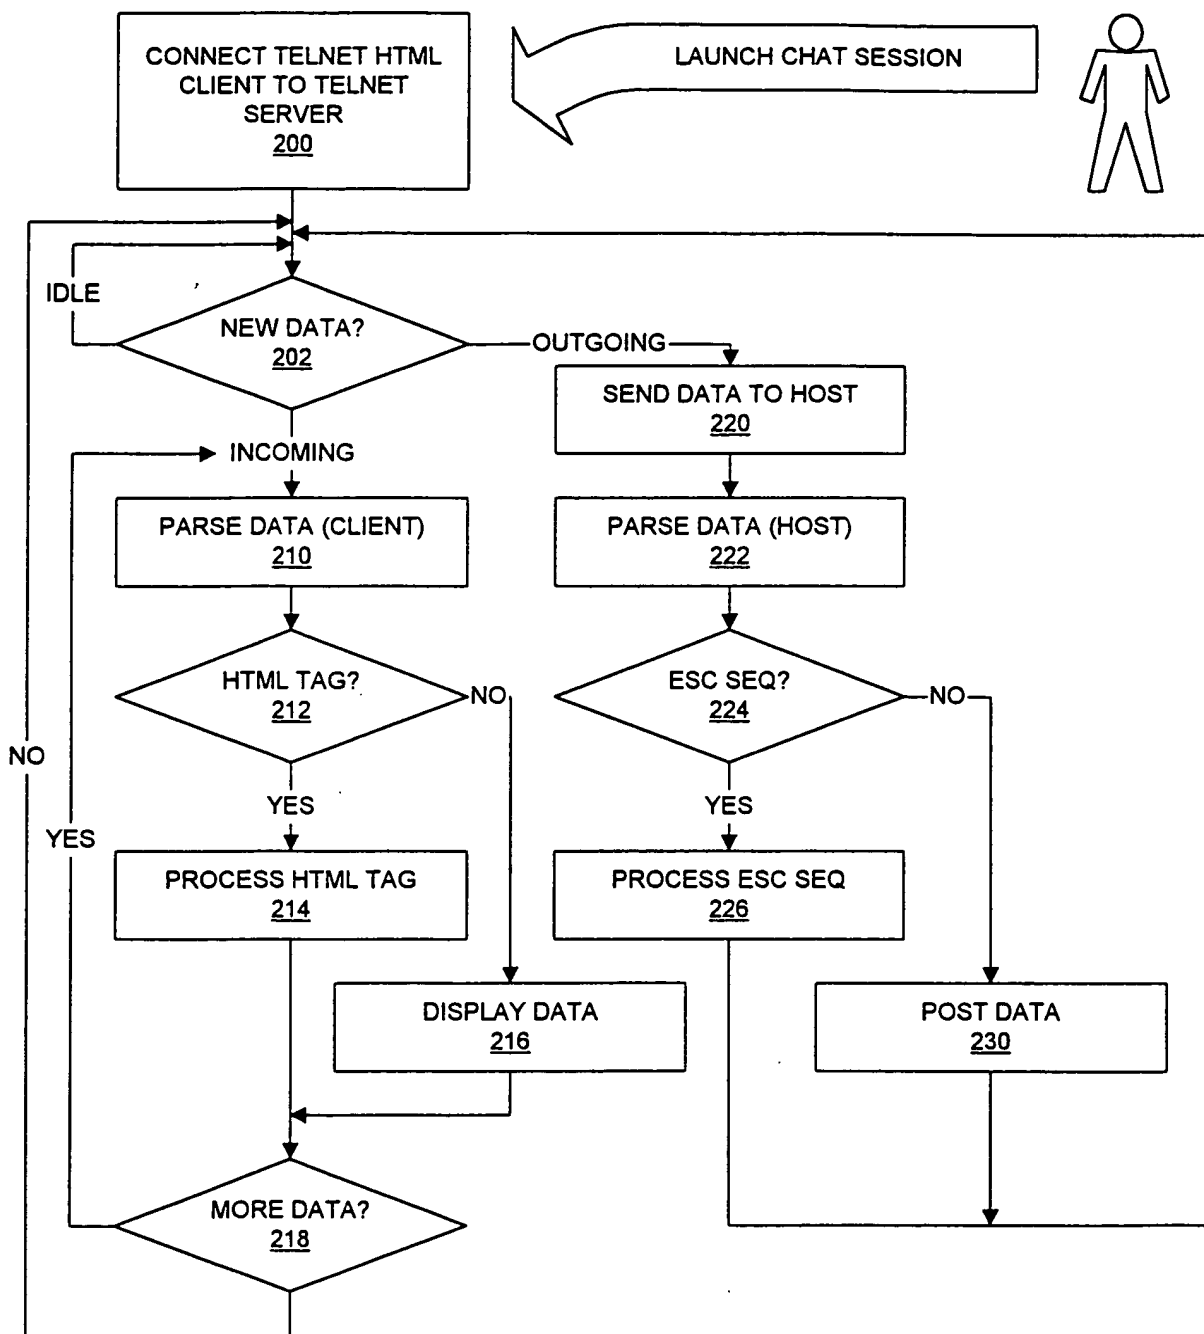 CONNECT TELNET HTML
CLIENT TO TELNET
SERVER
200
LAUNCH CHAT SESSION
IDLE
NEW DATA?
202
OUTGOING
SEND DATA TO HOST
220
INCOMING
PARSE DATA (CLIENT)
210
PARSE DATA (HOST)
222
HTML TAG?
212
NO
ESC SEQ?
224
NO
NO
YES
YES
YES
PROCESS HTML TAG
214
PROCESS ESC SEQ
226
DISPLAY DATA
216
POST DATA
230
MORE DATA?
218